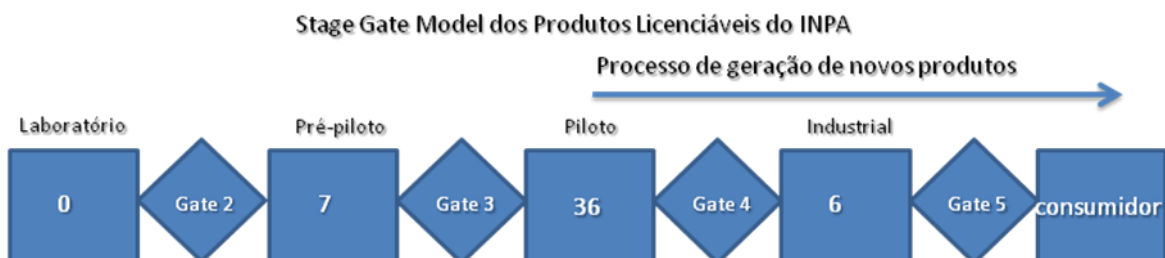 Stage Gate Model dos Produtos Licenciáveis do INPA
Processo de geração de novos produtos
Laboratório
Pré-piloto
Piloto
Industrial
0
Gate 2
7
Gate 3
36
Gate 4
6
Gate 5
consumidor